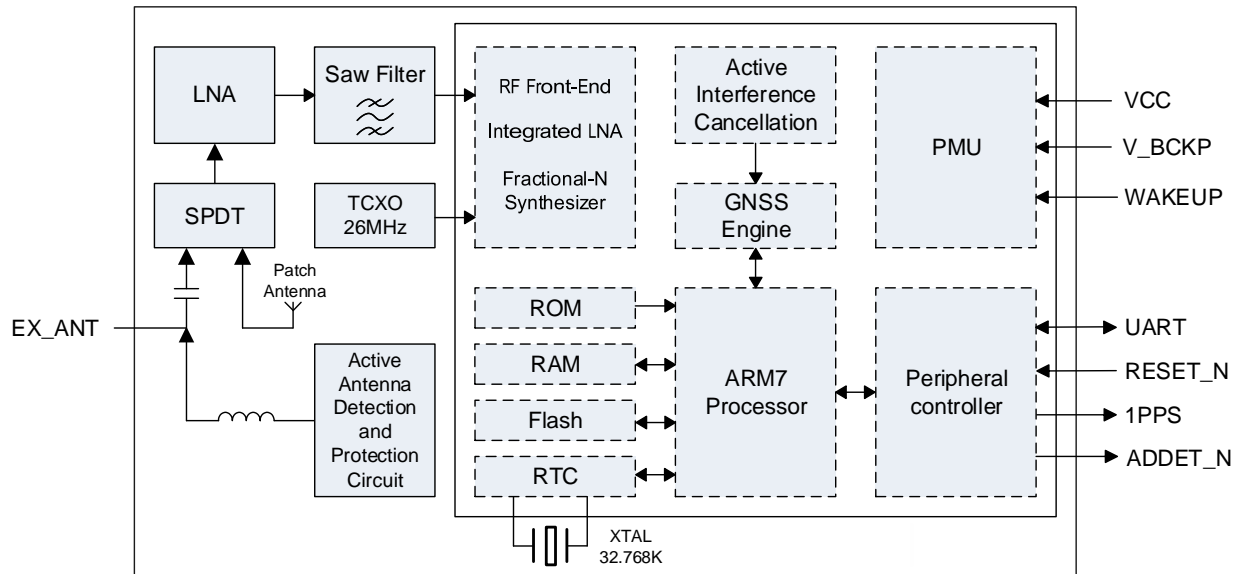 LNA
Saw Filter
RF Front-End
Integrated LNA
Fractional-N
Synthesizer
Active
Interference
Cancellation
PMU
VCC
V_BCKP
WAKEUP
SPDT
TCXO
26MHz
GNSS
Engine
Patch
Antenna
EX_ANT
Active
Antenna
Detection
and
Protection
Circuit
ROM
RAM
Flash
RTC
ARM7
Processor
Peripheral
controller
UART
RESET_N
1PPS
ADDET_N
XTAL
32.768K